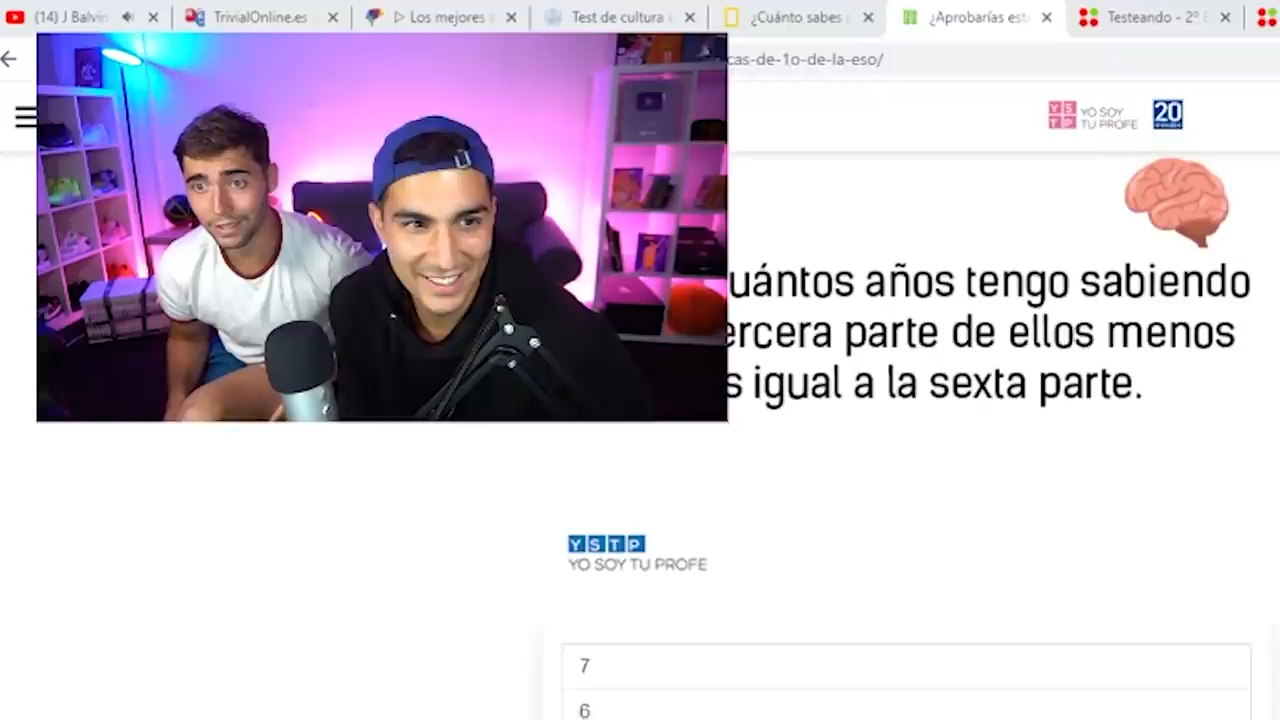 (14) J Balvin
TrivialOnline.es
▷ Los mejores
Test de cultura
¿Cuánto sabes
¿Aprobarías est
Testeando - 2º
cas-de-1o-de-la-eso/
YS
TP
YO SOY
TU PROFE
20
uántos años tengo sabiendo
ercera parte de ellos menos
s igual a la sexta parte.
YSTP
YO SOY TU PROFE
7
6